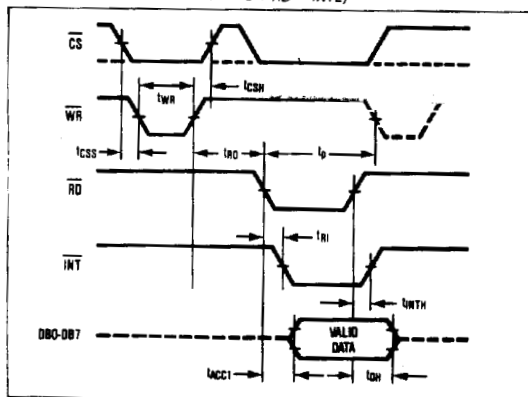 CS
tCSH
tWR
WR
tCSS
tRD
tP
RD
tRI
INT
tINTH
DB0-DB7
VALID
DATA
tACC1
tDH